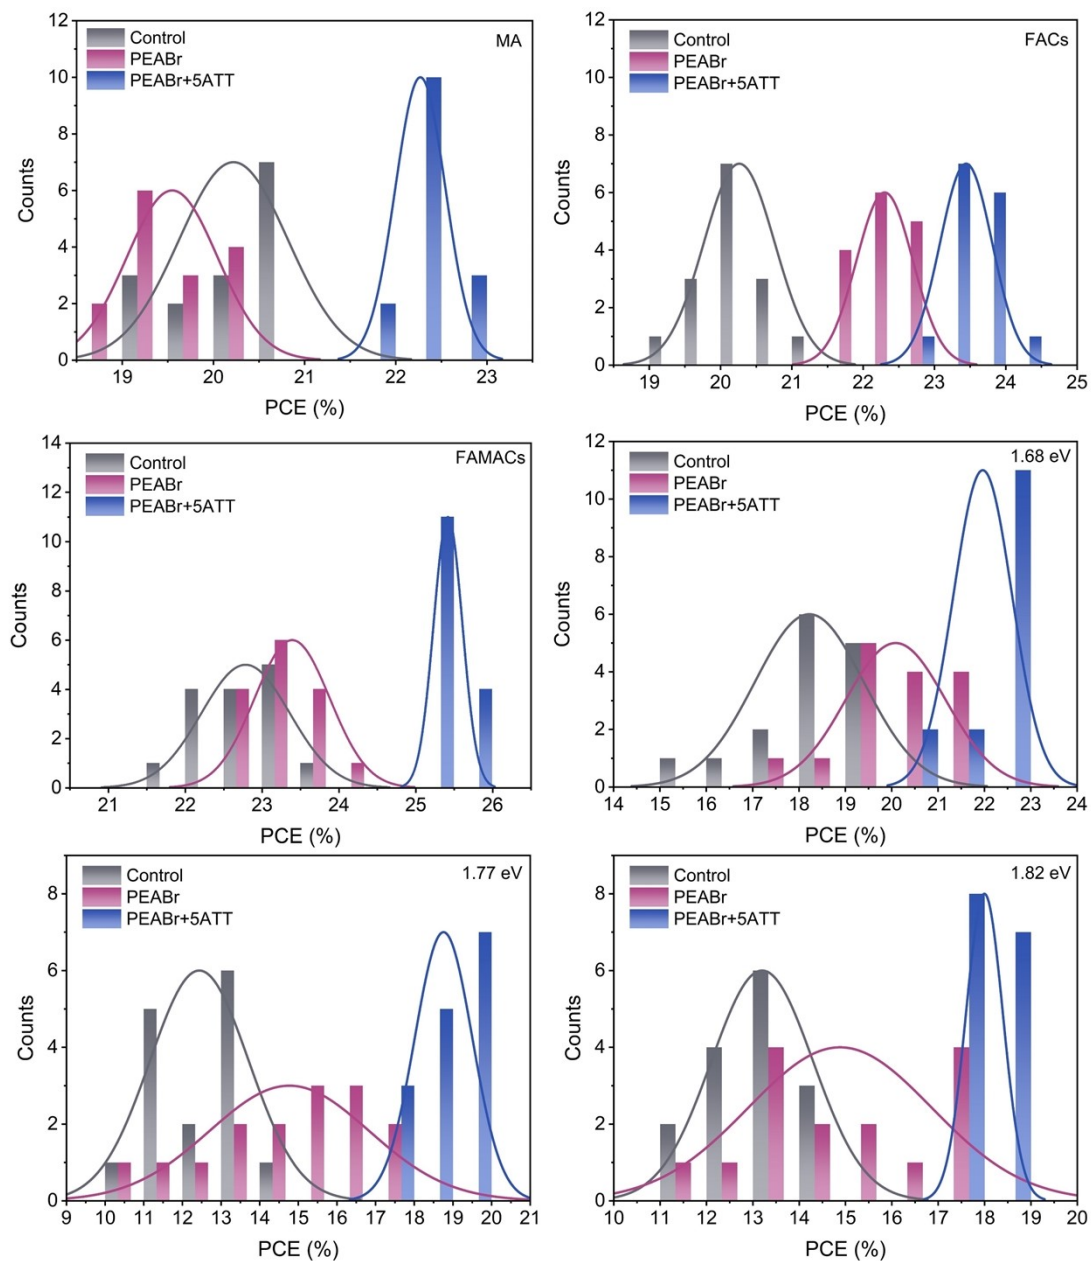 12
10
8
6
4
2
0
Counts
Control
PEABr
PEABr+5ATT
MA
19 20 21 22 23
PCE (%)
12
10
8
6
4
2
0
Counts
Control
PEABr
PEABr+5ATT
FACs
19 20 21 22 23 24 25
PCE (%)
14
12
10
8
6
4
2
0
Counts
Control
PEABr
PEABr+5ATT
FAMACs
21 22 23 24 25 26
PCE (%)
12
10
8
6
4
2
0
Counts
Control
PEABr
PEABr+5ATT
1.68 eV
14 15 16 17 18 19 20 21 22 23 24
PCE (%)
8
6
4
2
0
Counts
Control
PEABr
PEABr+5ATT
1.77 eV
9 10 11 12 13 14 15 16 17 18 19 20 21
PCE (%)
8
6
4
2
0
Counts
Control
PEABr
PEABr+5ATT
1.82 eV
10 11 12 13 14 15 16 17 18 19 20
PCE (%)